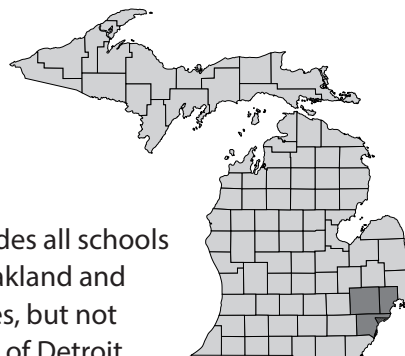 des all schools
akland and
es, but not
of Detroit